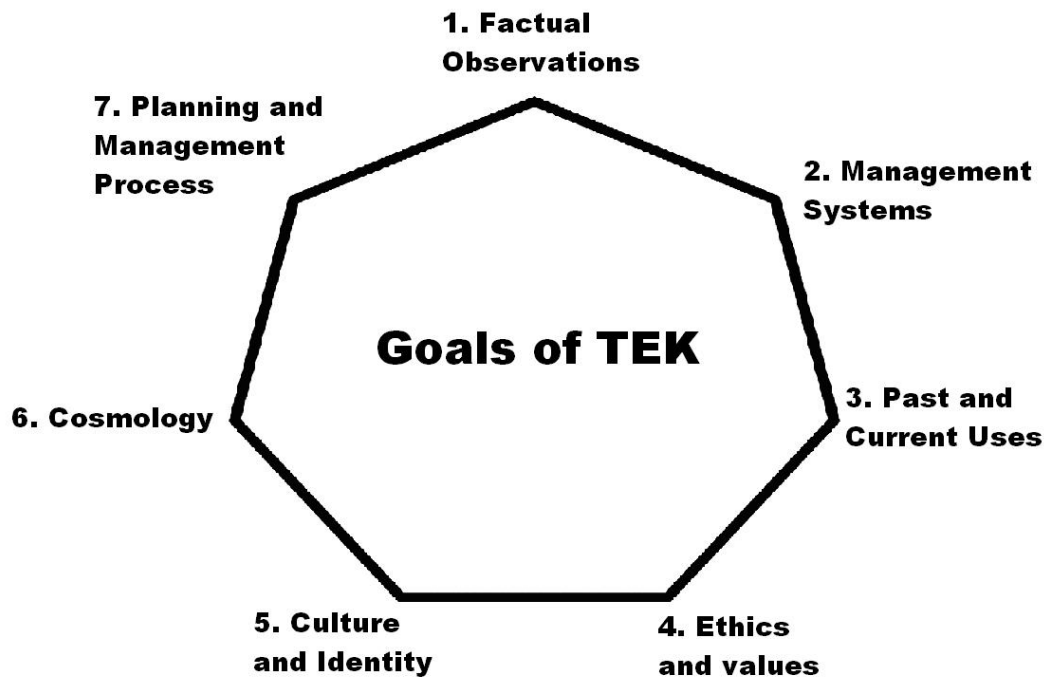 1. Factual
Observations
2. Management
Systems
3. Past and
Current Uses
4. Ethics
and values
5. Culture
and Identity
6. Cosmology
7. Planning and
Management
Process
Goals of TEK